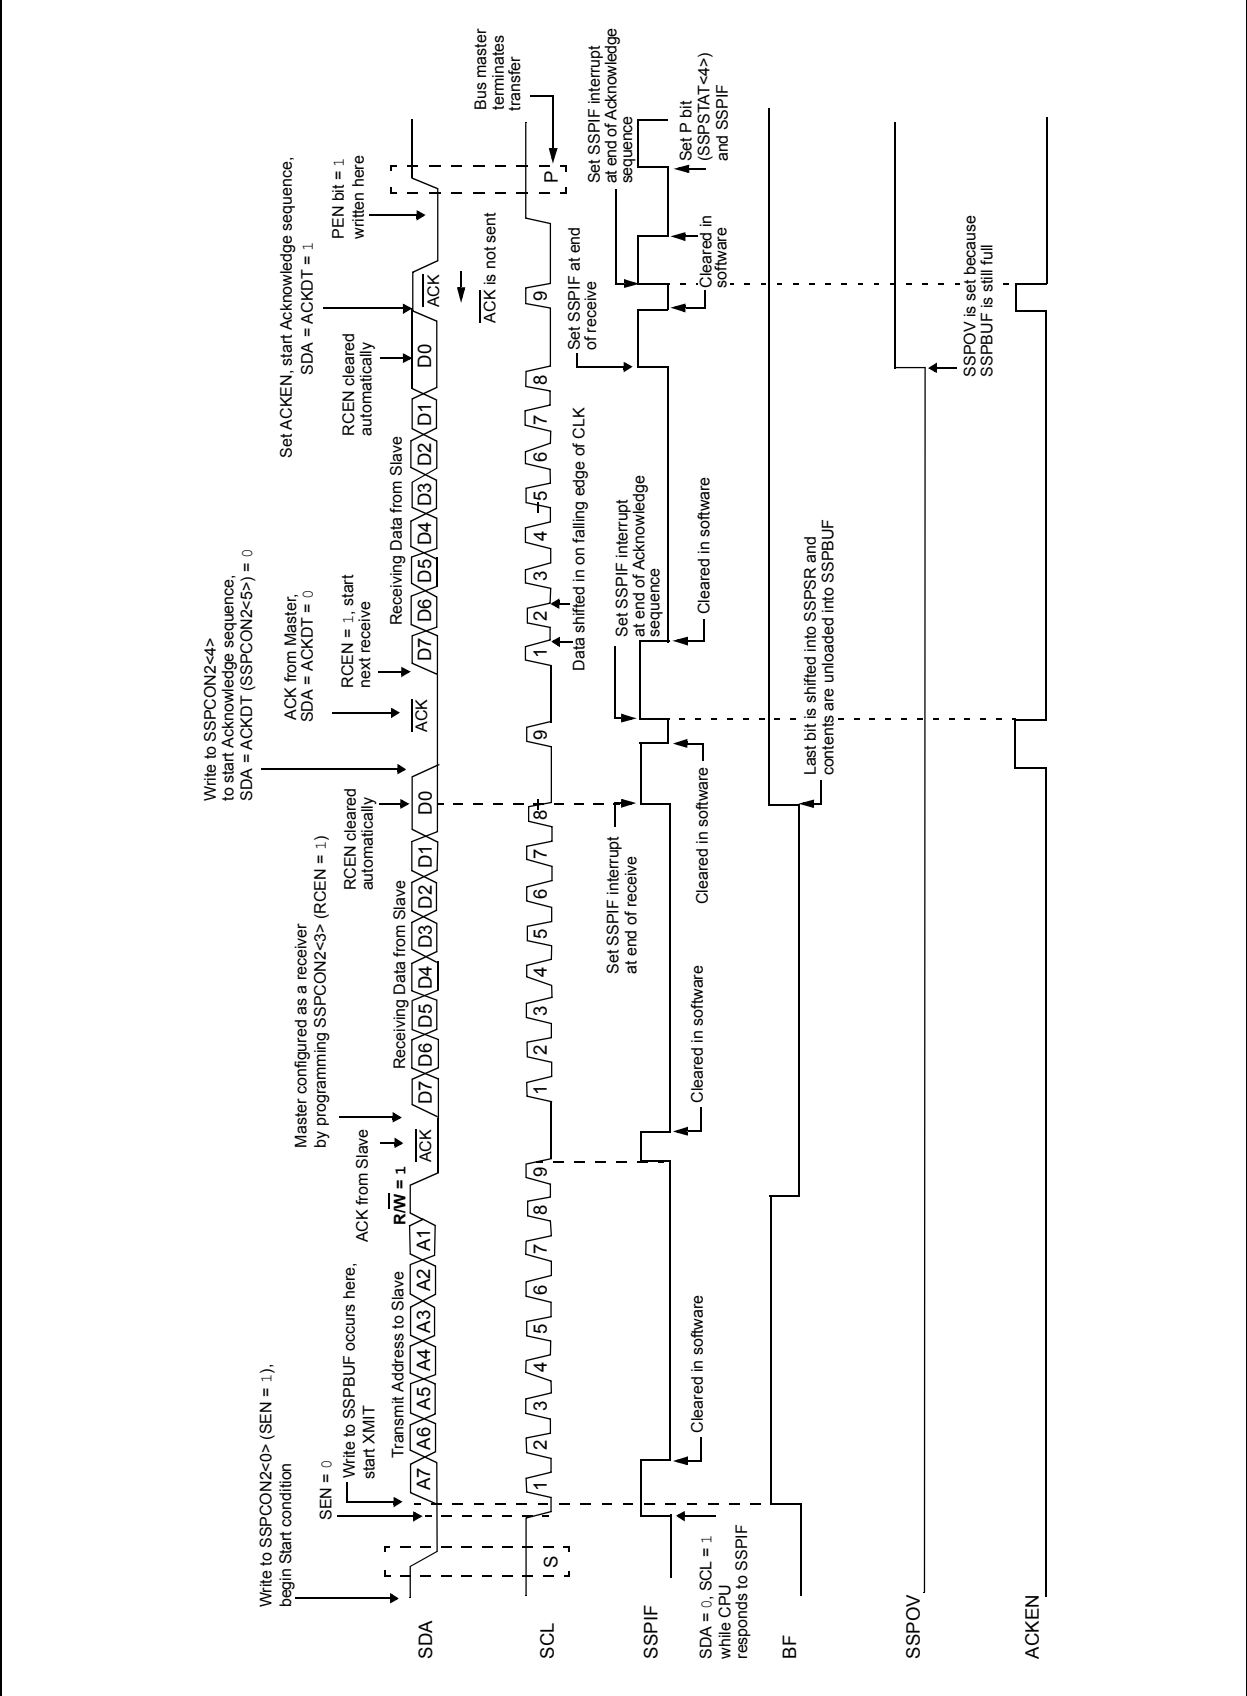 Write to SSPCON2<0> (SEN = 1),
begin Start condition
SEN = 0
Write to SSPBUF occurs here,
start XMIT
Transmit Address to Slave
R/W = 1
ACK from Slave
Master configured as a receiver
by programming SSPCON2<3> (RCEN = 1)
Receiving Data from Slave
RCEN cleared
automatically
Write to SSPCON2<4>
to start Acknowledge sequence,
SDA = ACKDT (SSPCON2<5>) = 0
ACK from Master,
SDA = ACKDT = 0
RCEN = 1, start
next receive
Receiving Data from Slave
RCEN cleared
automatically
Set ACKEN, start Acknowledge sequence,
SDA = ACKDT = 1
PEN bit = 1
written here
SDA
A7 A6 A5 A4 A3 A2 A1 ACK D7 D6 D5 D4 D3 D2 D1 D0 ACK D7 D6 D5 D4 D3 D2 D1 D0 ACK
ACK is not sent
Bus master
terminates
transfer
SCL
S 1 2 3 4 5 6 7 8 9 1 2 3 4 5 6 7 8 9 1 2 3 4 5 6 7 8 9 P
Data shifted in on falling edge of CLK
Set SSPIF interrupt
at end of receive
Set SSPIF interrupt
at end of Acknowledge
sequence
Set SSPIF at end
of receive
Set SSPIF interrupt
at end of Acknowledge
sequence
SSPIF
SDA = 0, SCL = 1
while CPU
responds to SSPIF
Cleared in software
Cleared in software
Cleared in software
Cleared in software
Cleared in
software
Set P bit
(SSPSTAT<4>)
and SSPIF
BF
Last bit is shifted into SSPSR and
contents are unloaded into SSPBUF
SSPOV
SSPOV is set because
SSPBUF is still full
ACKEN